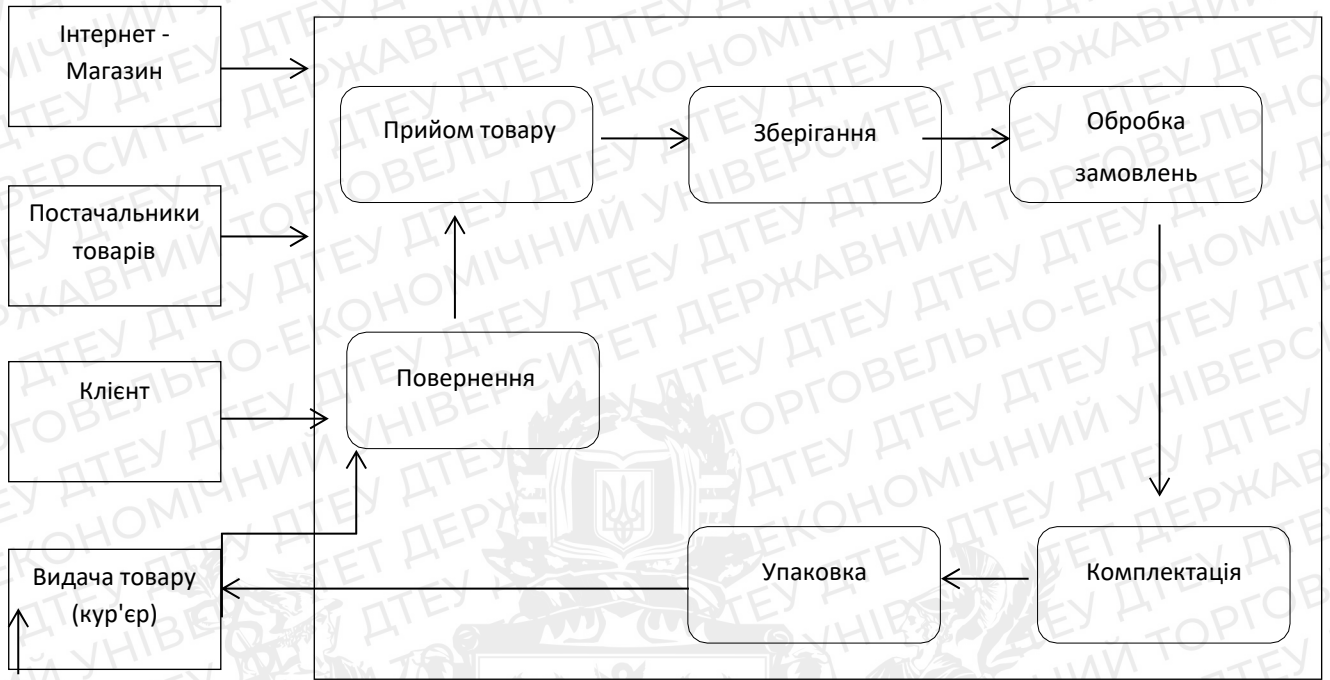 Інтернет -
Магазин
Прийом товару
Зберігання
Обробка
замовлень
Постачальники
товарів
Клієнт
Повернення
Видача товару
(кур'єр)
Упаковка
Комплектація